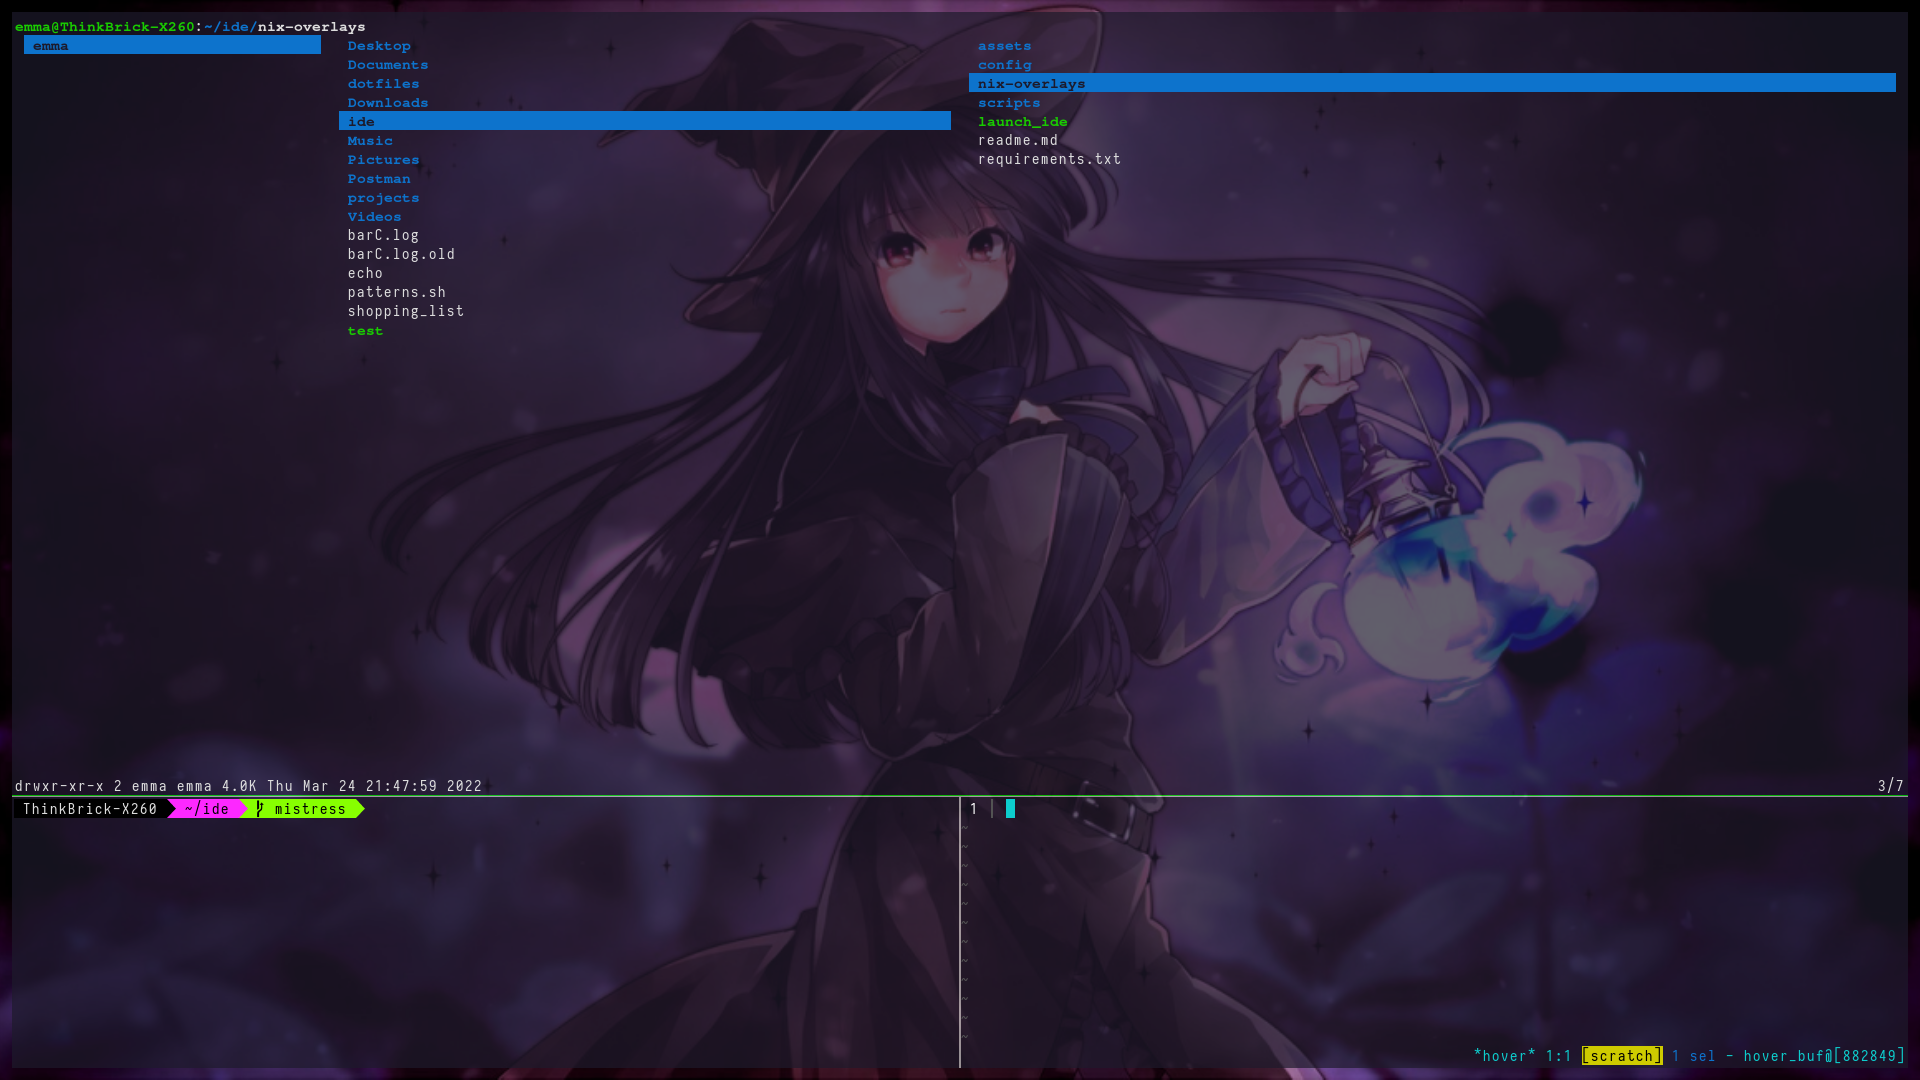 emma@ThinkBrick-X260:~/ide/nix-overlays
emma
Desktop
Documents
dotfiles
Downloads
ide
Music
Pictures
Postman
projects
Videos
barC.log
barC.log.old
echo
patterns.sh
shopping_list
test
assets
config
nix-overlays
scripts
launch_ide
readme.md
requirements.txt
drwxr-xr-x 2 emma emma 4.0K Thu Mar 24 21:47:59 2022 3/7
ThinkBrick-X260 ~/ide mistress
1 │
~
~
~
~
~
~
~
~
~
~
~
~
*hover* 1:1 [scratch] 1 sel - hover_buf@[882849]